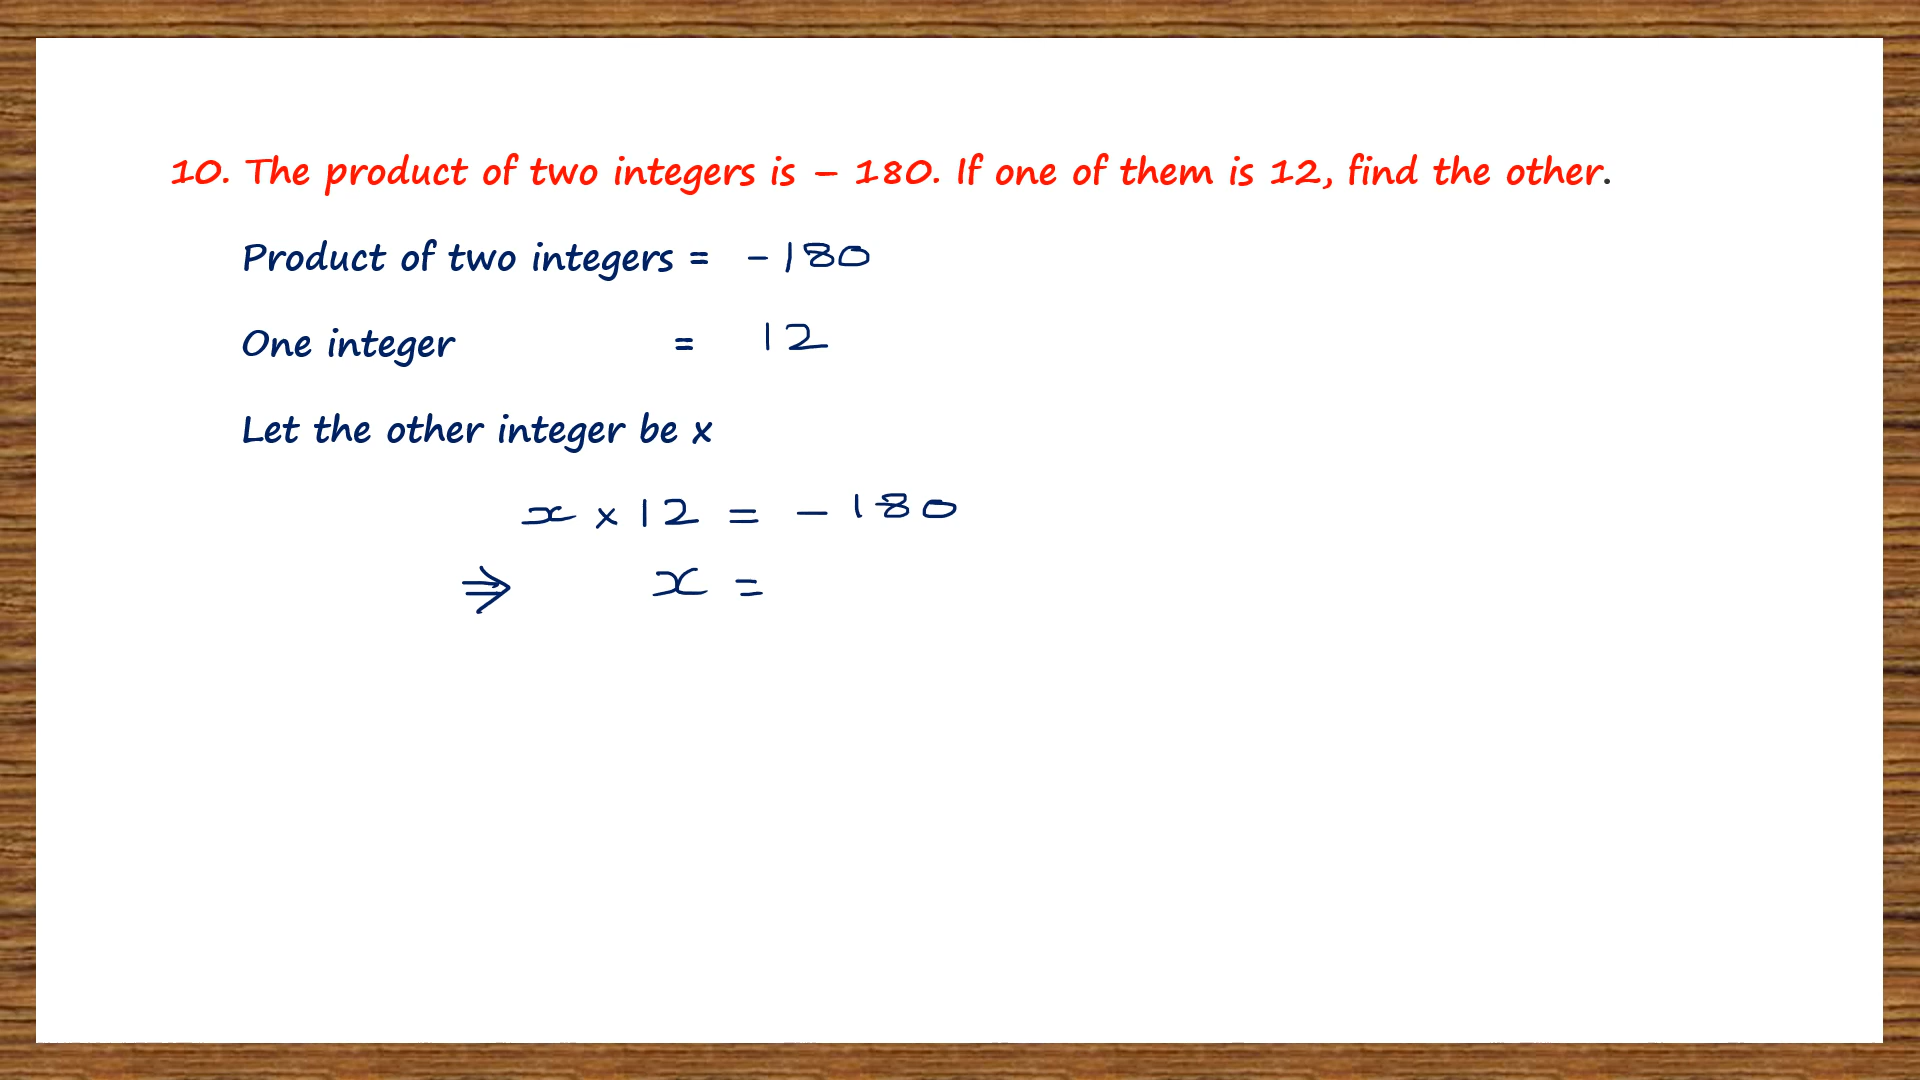 10. The product of two integers is – 180. If one of them is 12, find the other.
Product of two integers = - 180
One integer = 12
Let the other integer be x
x × 12 = - 180
⇒ x =